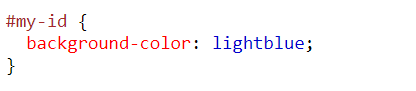 #my-id {
  background-color: lightblue;
}